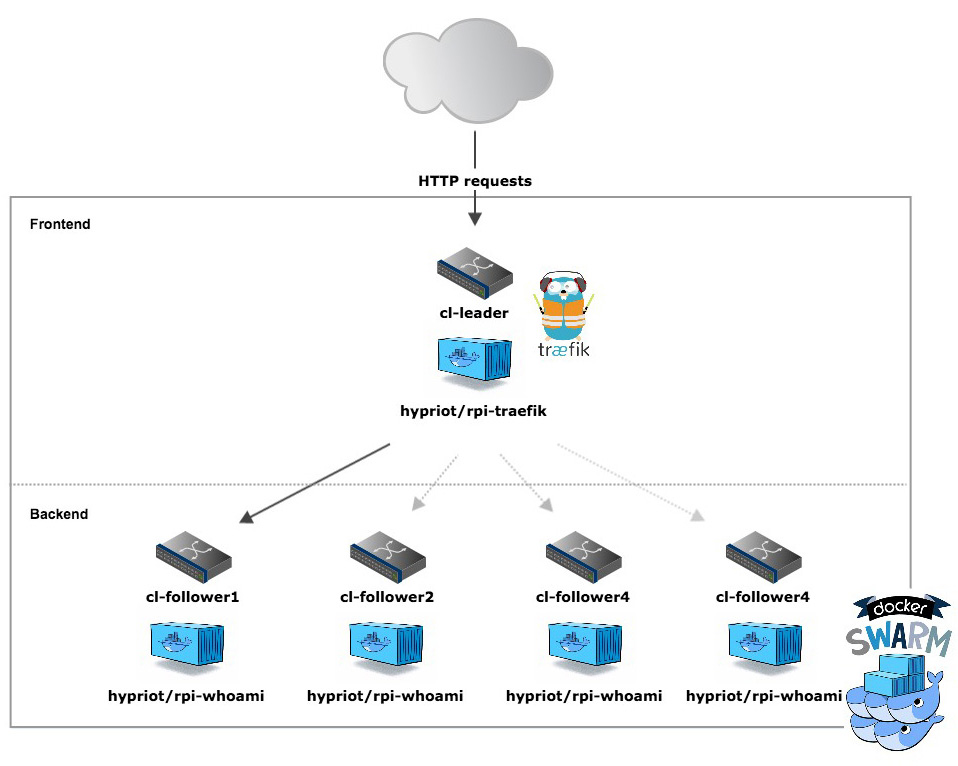 HTTP requests
Frontend
cl-leader
træfik
hypriot/rpi-traefik
Backend
cl-follower1
cl-follower2
cl-follower4
cl-follower4
docker
SWARM
hypriot/rpi-whoami
hypriot/rpi-whoami
hypriot/rpi-whoami
hypriot/rpi-whoami